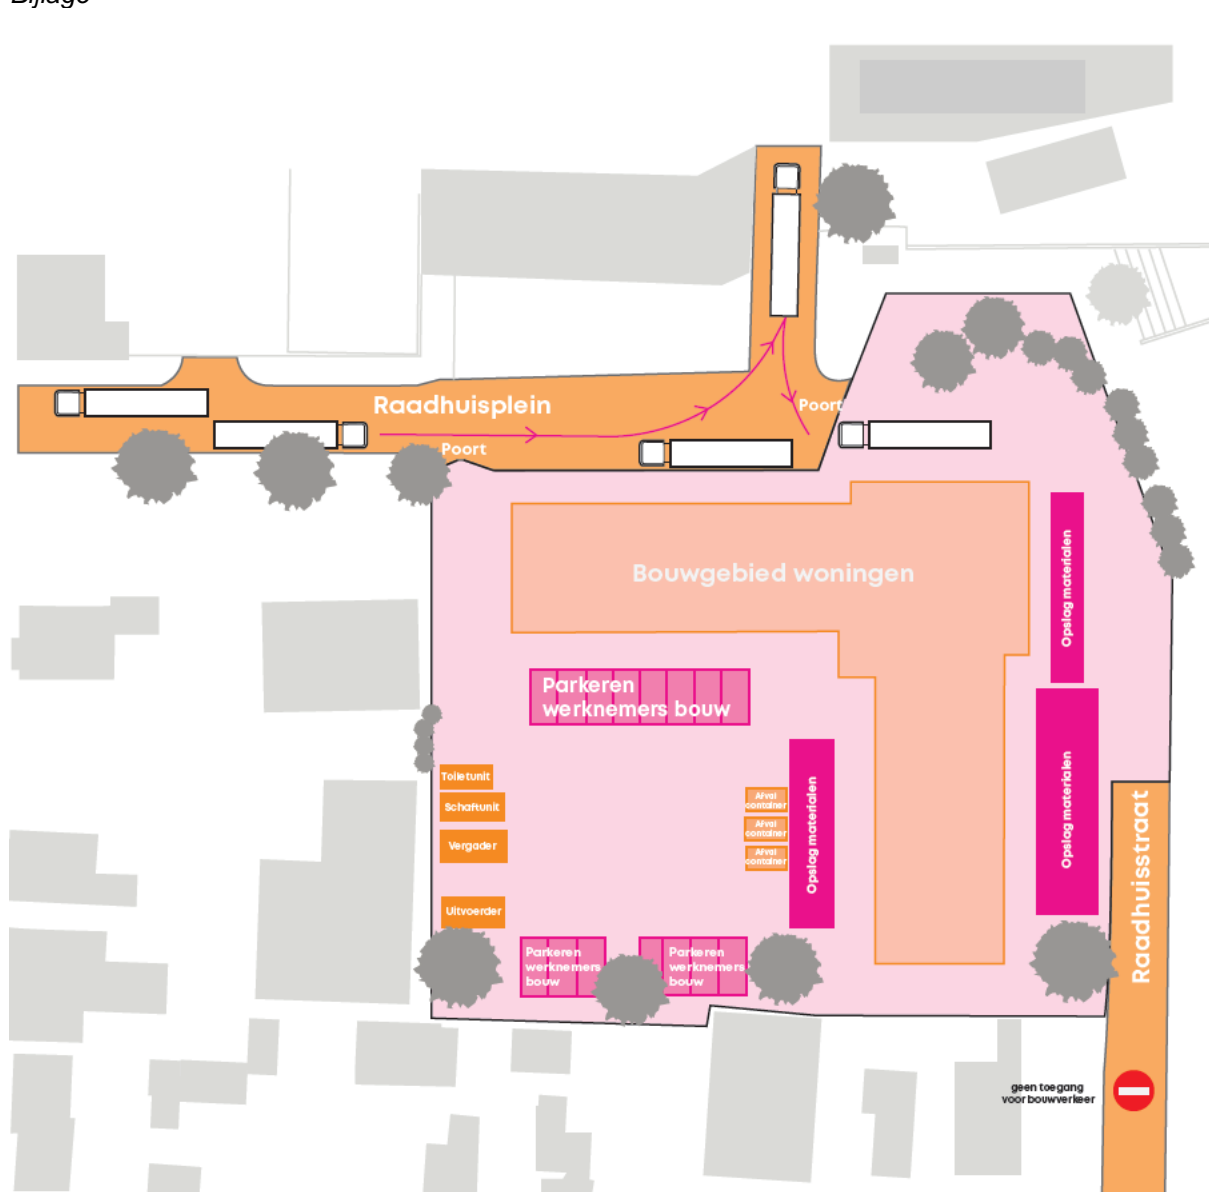 Bijlage
Raadhuisplein
Poort
Poort
Bouwgebied woningen
Opslag materialen
Parkeren
werknemers bouw
Opslag materialen
Toiletunit
Schaftunit
Vergader
Uitvoerder
Afval
container
Afval
container
Afval
container
Opslag materialen
Raadhuisstraat
Parkeren
werknemers
bouw
Parkeren
werknemers
bouw
geen toegang
voor bouwverkeer